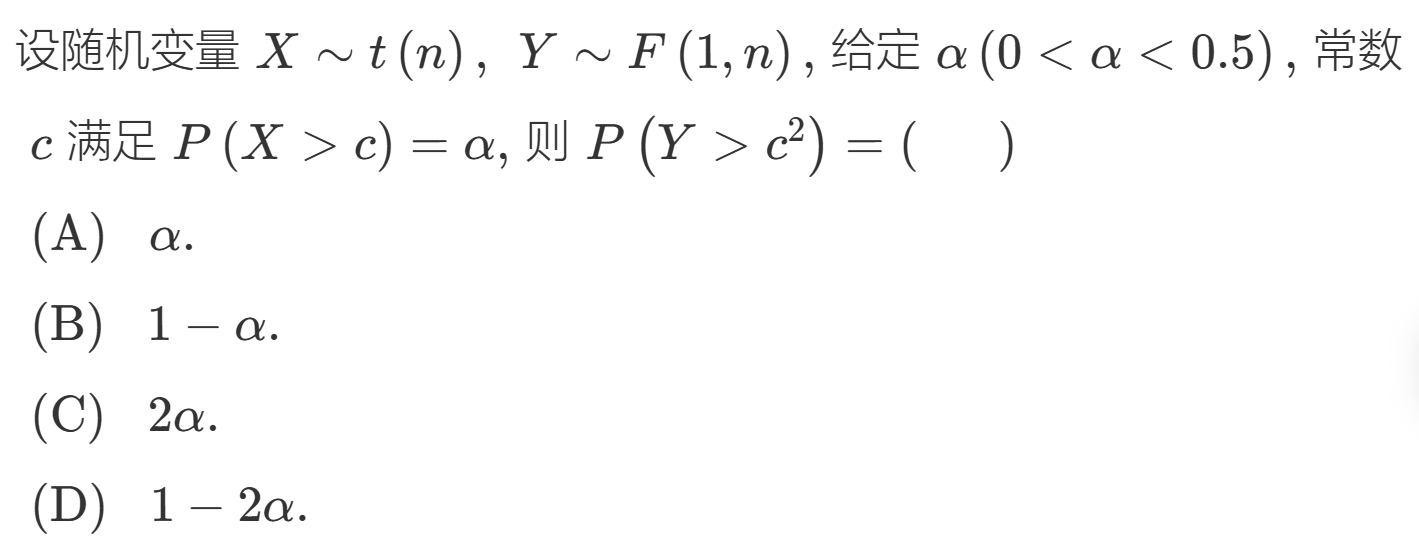 设随机变量 X ∼ t (n) , Y ∼ F (1, n) , 给定 α (0 < α < 0.5) , 常数
c 满足 P (X > c) = α, 则 P (Y > c²) = ( )
(A) α.
(B) 1 − α.
(C) 2α.
(D) 1 − 2α.